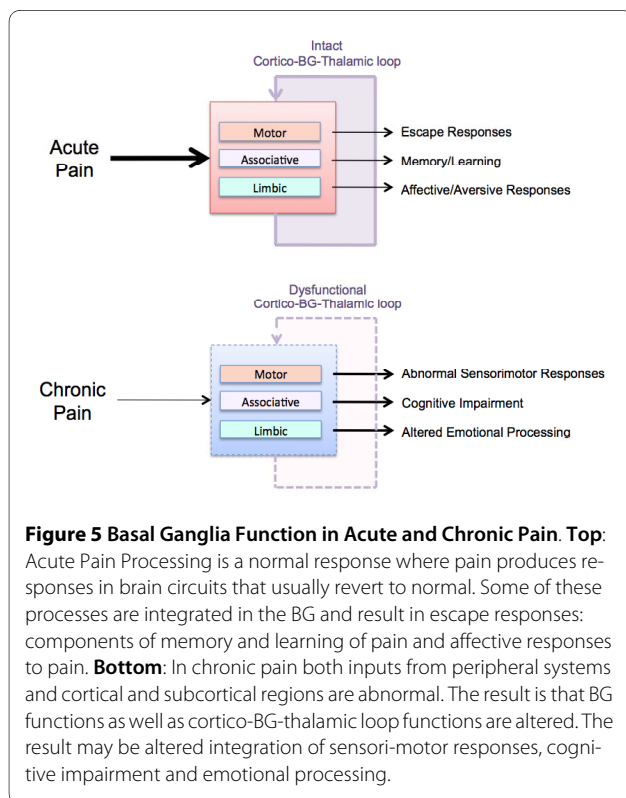 Intact
Cortico-BG-Thalamic loop
Acute
Pain
Motor
Associative
Limbic
Escape Responses
Memory/Learning
Affective/Aversive Responses
Dysfunctional
Cortico-BG-Thalamic loop
Chronic
Pain
Motor
Associative
Limbic
Abnormal Sensorimotor Responses
Cognitive Impairment
Altered Emotional Processing
Figure 5 Basal Ganglia Function in Acute and Chronic Pain. Top:
Acute Pain Processing is a normal response where pain produces re-
sponses in brain circuits that usually revert to normal. Some of these
processes are integrated in the BG and result in escape responses:
components of memory and learning of pain and affective responses
to pain. Bottom: In chronic pain both inputs from peripheral systems
and cortical and subcortical regions are abnormal. The result is that BG
functions as well as cortico-BG-thalamic loop functions are altered. The
result may be altered integration of sensori-motor responses, cogni-
tive impairment and emotional processing.